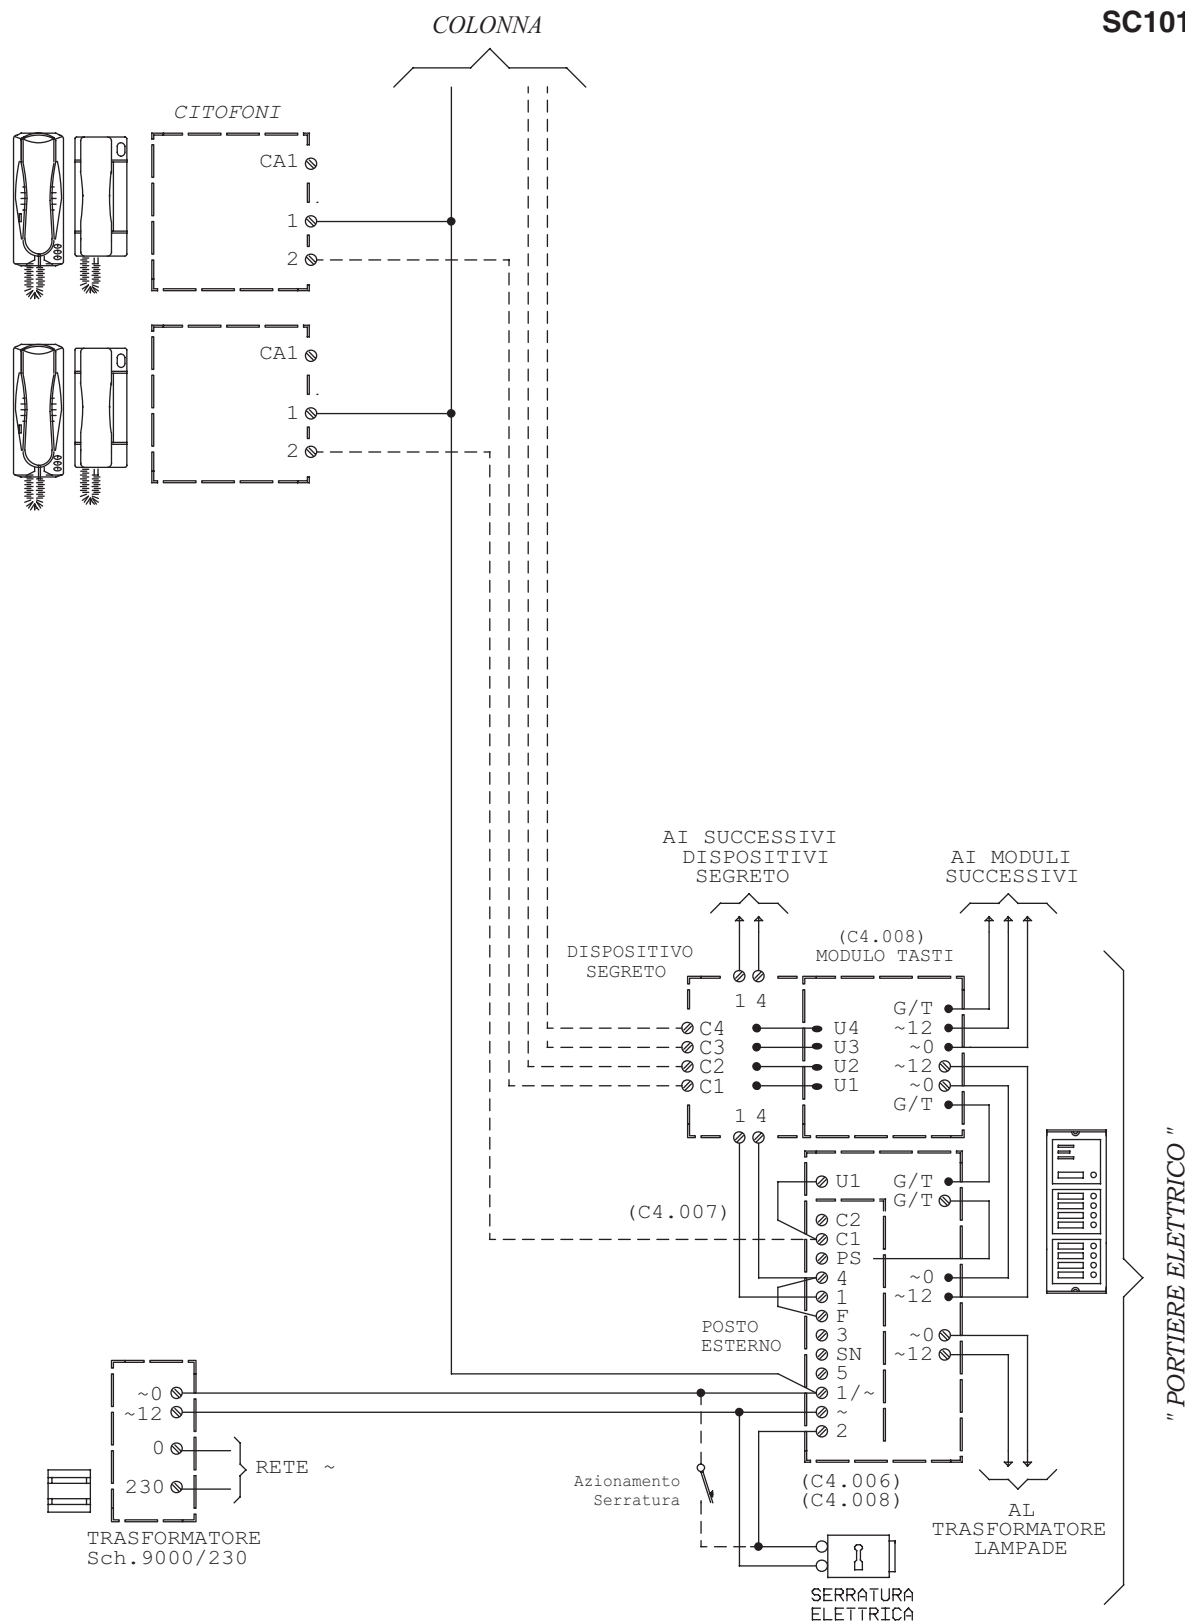 SC101
COLONNA
CITOFONI
CA1
1
2
CA1
1
2
AI SUCCESSIVI
DISPOSITIVI
SEGRETO
AI MODULI
SUCCESSIVI
(C4.008)
MODULO TASTI
DISPOSITIVO
SEGRETO
1 4
G/T
C4
U4
~12
C3
U3
~0
C2
U2
~12
C1
U1
~0
G/T
1 4
U1
G/T
G/T
(C4.007)
C2
C1
PS
4
~0
1
~12
F
POSTO
ESTERNO
3
~0
SN
~12
5
1/~
~
2
~0
~12
0
230
RETE ~
TRASFORMATORE
Sch.9000/230
Azionamento
Serratura
(C4.006)
(C4.008)
AL
TRASFORMATORE
LAMPADE
SERRATURA
ELETTRICA
" PORTIERE ELETTRICO "